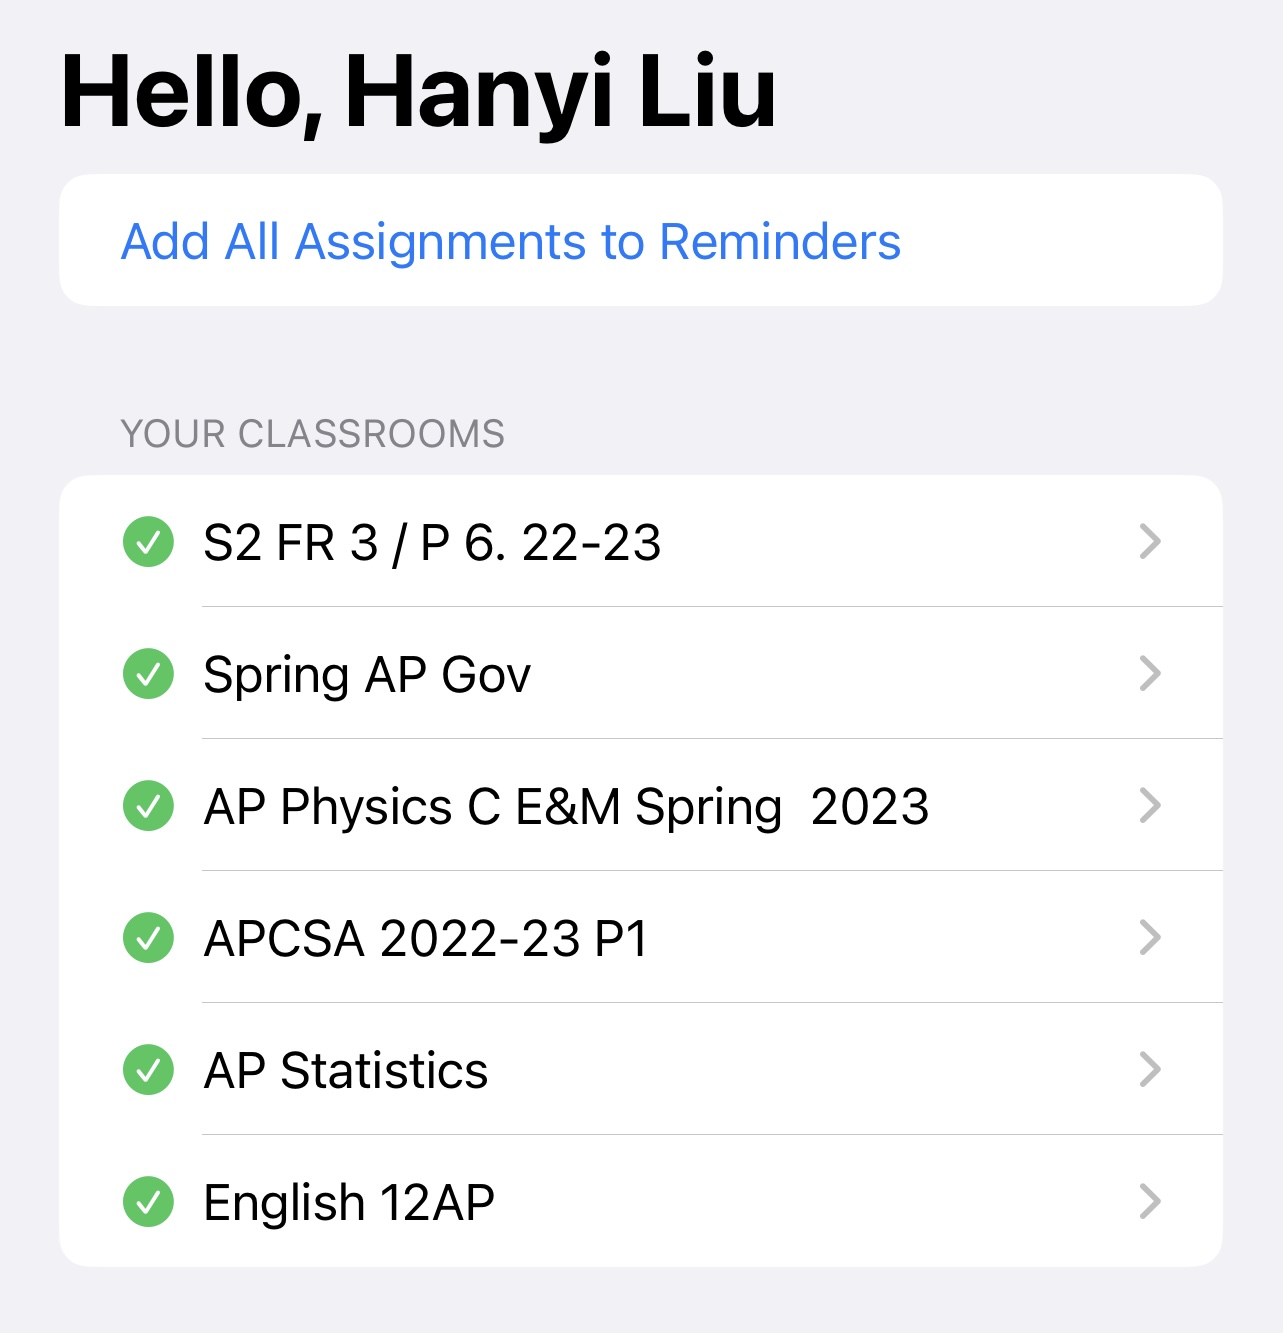 Hello, Hanyi Liu
Add All Assignments to Reminders
YOUR CLASSROOMS
S2 FR 3 / P 6. 22-23
Spring AP Gov
AP Physics C E&M Spring  2023
APCSA 2022-23 P1
AP Statistics
English 12AP